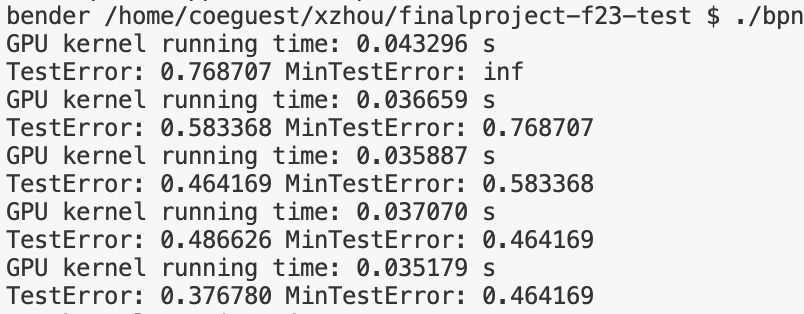 bender /home/coeguest/xzhou/finalproject-f23-test $ ./bpn
GPU kernel running time: 0.043296 s
TestError: 0.768707 MinTestError: inf
GPU kernel running time: 0.036659 s
TestError: 0.583368 MinTestError: 0.768707
GPU kernel running time: 0.035887 s
TestError: 0.464169 MinTestError: 0.583368
GPU kernel running time: 0.037070 s
TestError: 0.486626 MinTestError: 0.464169
GPU kernel running time: 0.035179 s
TestError: 0.376780 MinTestError: 0.464169